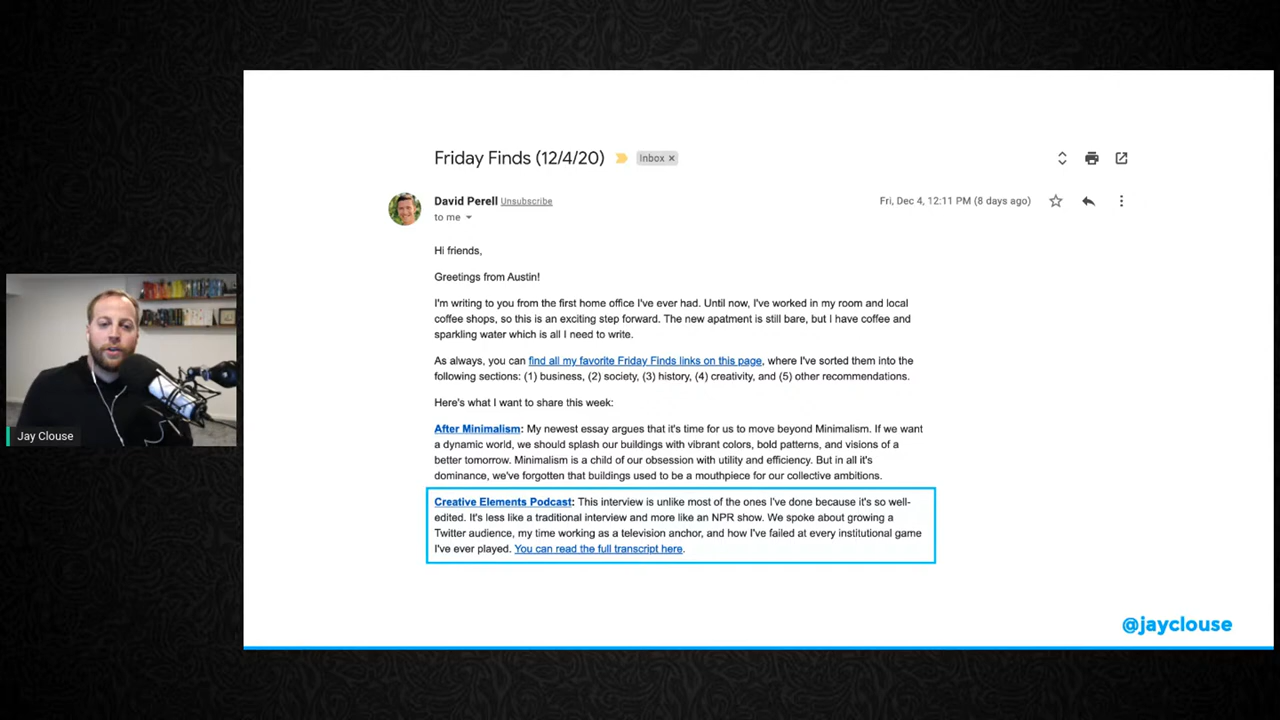 Friday Finds (12/4/20)
Inbox ×
David Perell Unsubscribe
Fri, Dec 4, 12:11 PM (8 days ago)
to me
Hi friends,
Greetings from Austin!
I'm writing to you from the first home office I've ever had. Until now, I've worked in my room and local
coffee shops, so this is an exciting step forward. The new apatment is still bare, but I have coffee and
sparkling water which is all I need to write.
As always, you can find all my favorite Friday Finds links on this page, where I've sorted them into the
following sections: (1) business, (2) society, (3) history, (4) creativity, and (5) other recommendations.
Here's what I want to share this week:
After Minimalism: My newest essay argues that it's time for us to move beyond Minimalism. If we want
a dynamic world, we should splash our buildings with vibrant colors, bold patterns, and visions of a
better tomorrow. Minimalism is a child of our obsession with utility and efficiency. But in all it's
dominance, we've forgotten that buildings used to be a mouthpiece for our collective ambitions.
Creative Elements Podcast: This interview is unlike most of the ones I've done because it's so well-
edited. It's less like a traditional interview and more like an NPR show. We spoke about growing a
Twitter audience, my time working as a television anchor, and how I've failed at every institutional game
I've ever played. You can read the full transcript here.
Jay Clouse
@jayclouse